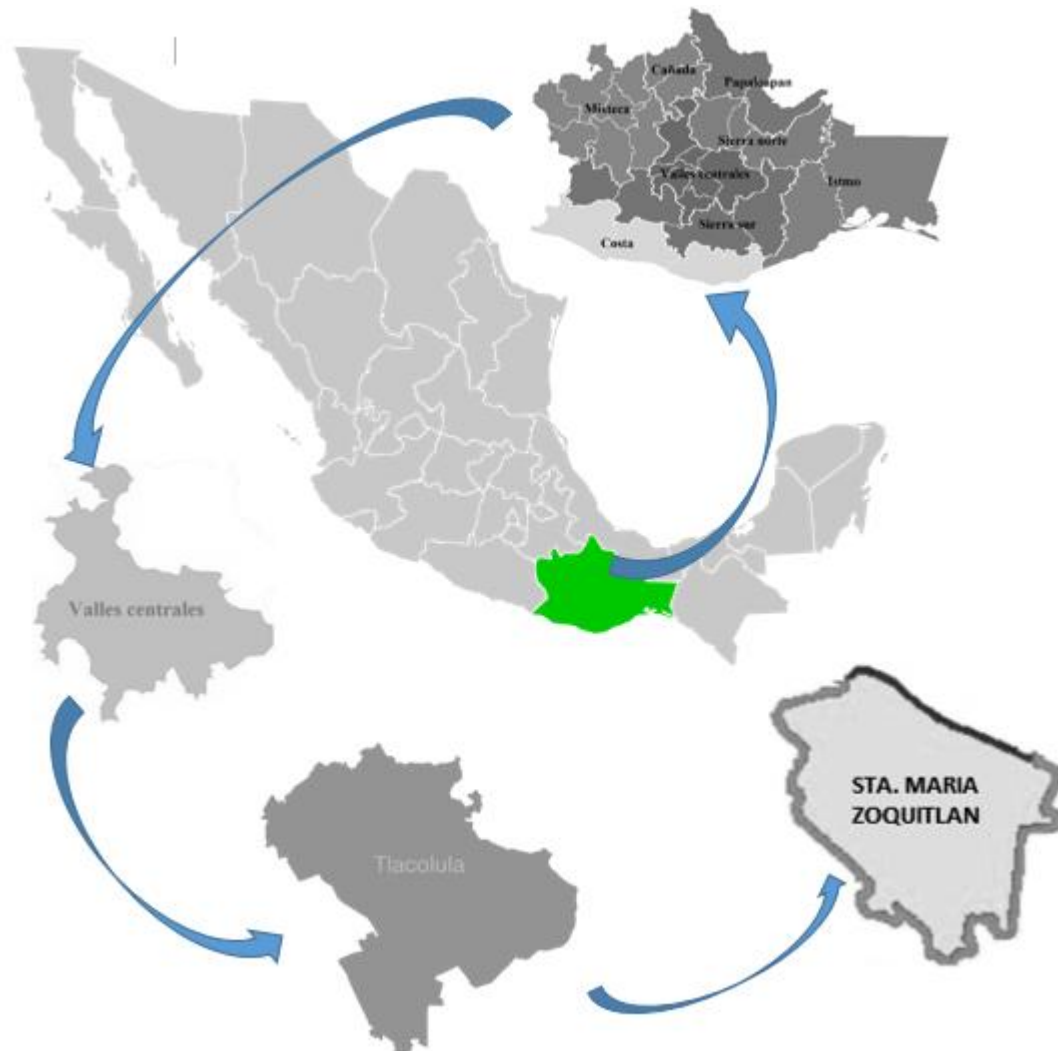 Cañada
Papaloapan
Mixteca
Sierra norte
Valles centrales
Istmo
Sierra sur
Costa
Valles centrales
Tlacolula
STA. MARIA
ZOQUITLAN